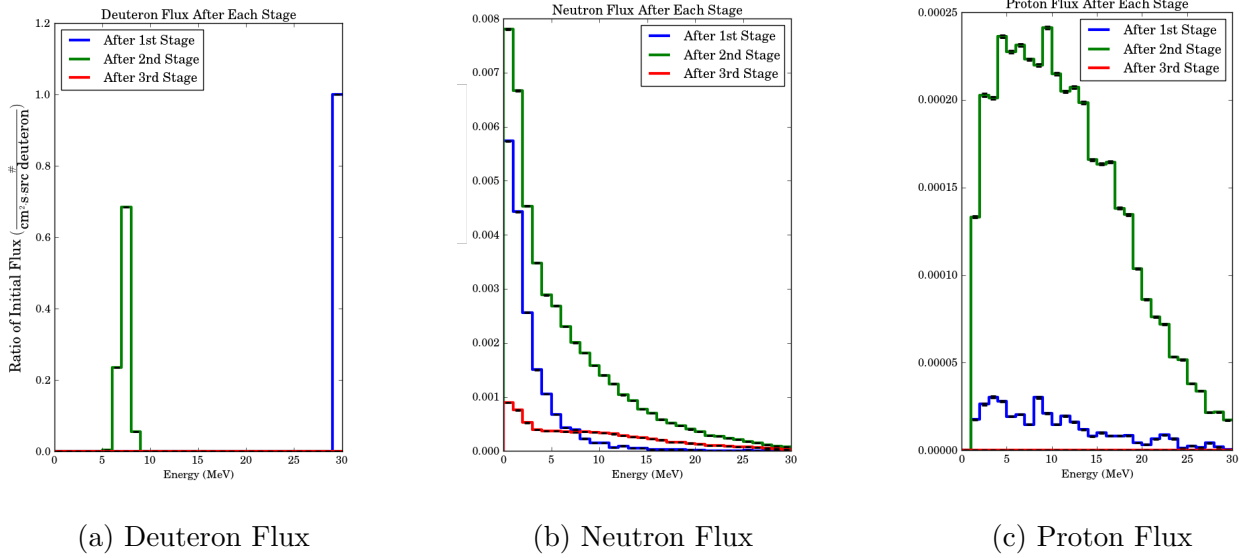 Deuteron Flux After Each Stage
After 1st Stage
After 2nd Stage
After 3rd Stage
Ratio of Initial Flux (#/cm² s·src deuteron)
1.4
1.2
1.0
0.8
0.6
0.4
0.2
0.0
0 5 10 15 20 25 30
Energy (MeV)
(a) Deuteron Flux
Neutron Flux After Each Stage
After 1st Stage
After 2nd Stage
After 3rd Stage
0.008
0.007
0.006
0.005
0.004
0.003
0.002
0.001
0.000
0 5 10 15 20 25 30
Energy (MeV)
(b) Neutron Flux
Proton Flux After Each Stage
After 1st Stage
After 2nd Stage
After 3rd Stage
0.00025
0.00020
0.00015
0.00010
0.00005
0.00000
0 5 10 15 20 25 30
Energy (MeV)
(c) Proton Flux